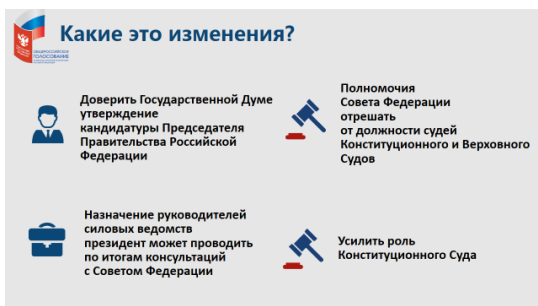 Какие это изменения?
ОБЩЕРОССИЙСКОЕ
ГОЛОСОВАНИЕ
Доверить Государственной Думе
утверждение
кандидатуры Председателя
Правительства Российской
Федерации
Полномочия
Совета Федерации
отрешать
от должности судей
Конституционного и Верховного
Судов
Назначение руководителей
силовых ведомств
президент может проводить
по итогам консультаций
с Советом Федерации
Усилить роль
Конституционного Суда